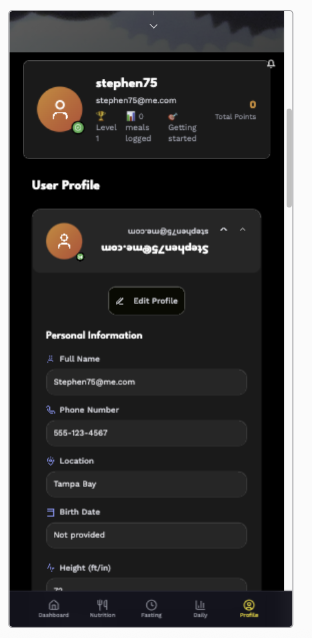 stephen75
stephen75@me.com
0
Total Points
Level 1
0 meals logged
Getting started
User Profile
stephen75@me.com
Stephen75@me.com
Edit Profile
Personal Information
Full Name
Stephen75@me.com
Phone Number
555-123-4567
Location
Tampa Bay
Birth Date
Not provided
Height (ft/in)
72
Dashboard
Nutrition
Fasting
Daily
Profile